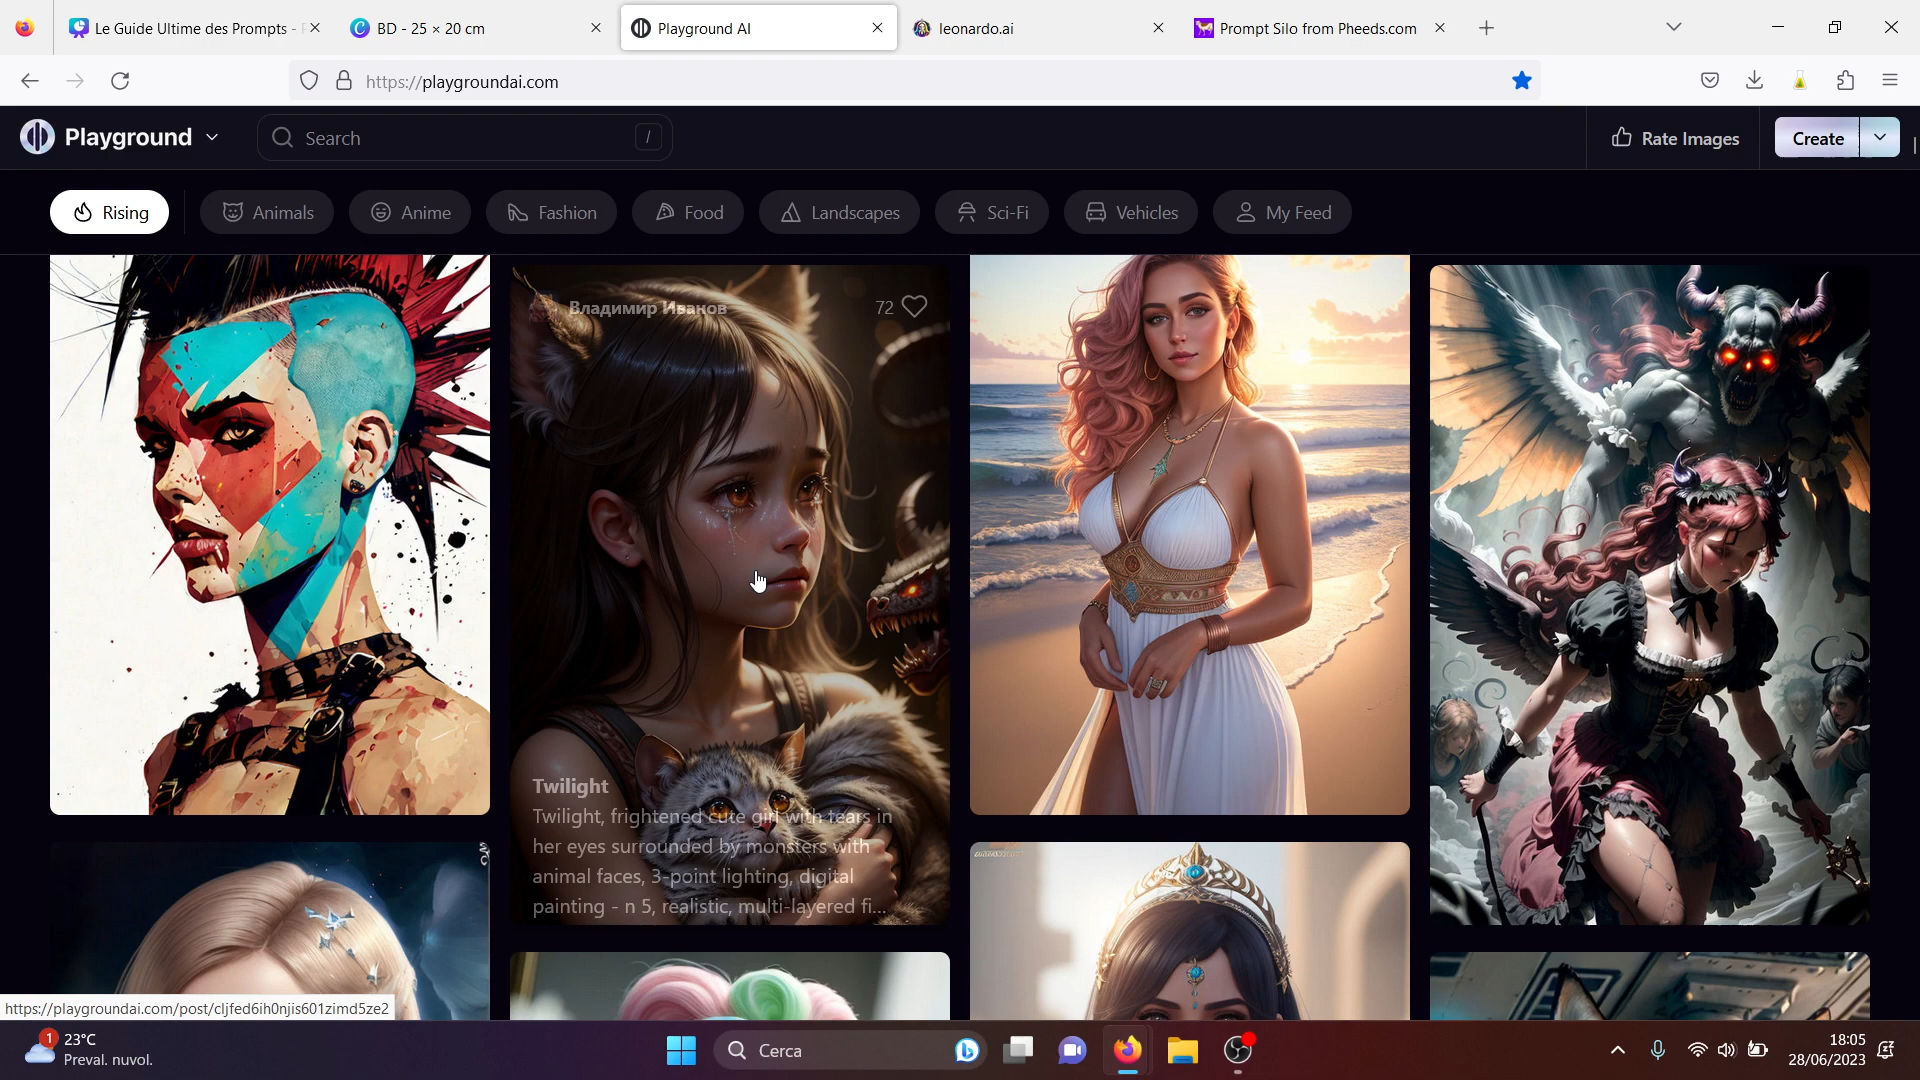 Le Guide Ultime des Prompts -
BD - 25 × 20 cm
Playground AI
leonardo.ai
Prompt Silo from Pheeds.com
https://playgroundai.com
Playground
Search
/
Rate Images
Create
Rising
Animals
Anime
Fashion
Food
Landscapes
Sci-Fi
Vehicles
My Feed
Владимир Иванов
72
Twilight
Twilight, frightened cute girl with tears in
her eyes surrounded by monsters with
animal faces, 3-point lighting, digital
painting - n 5, realistic, multi-layered fi...
https://playgroundai.com/post/cljfed6ih0njis601zimd5ze2
1
23°C
Preval. nuvol.
Cerca
18:05
28/06/2023